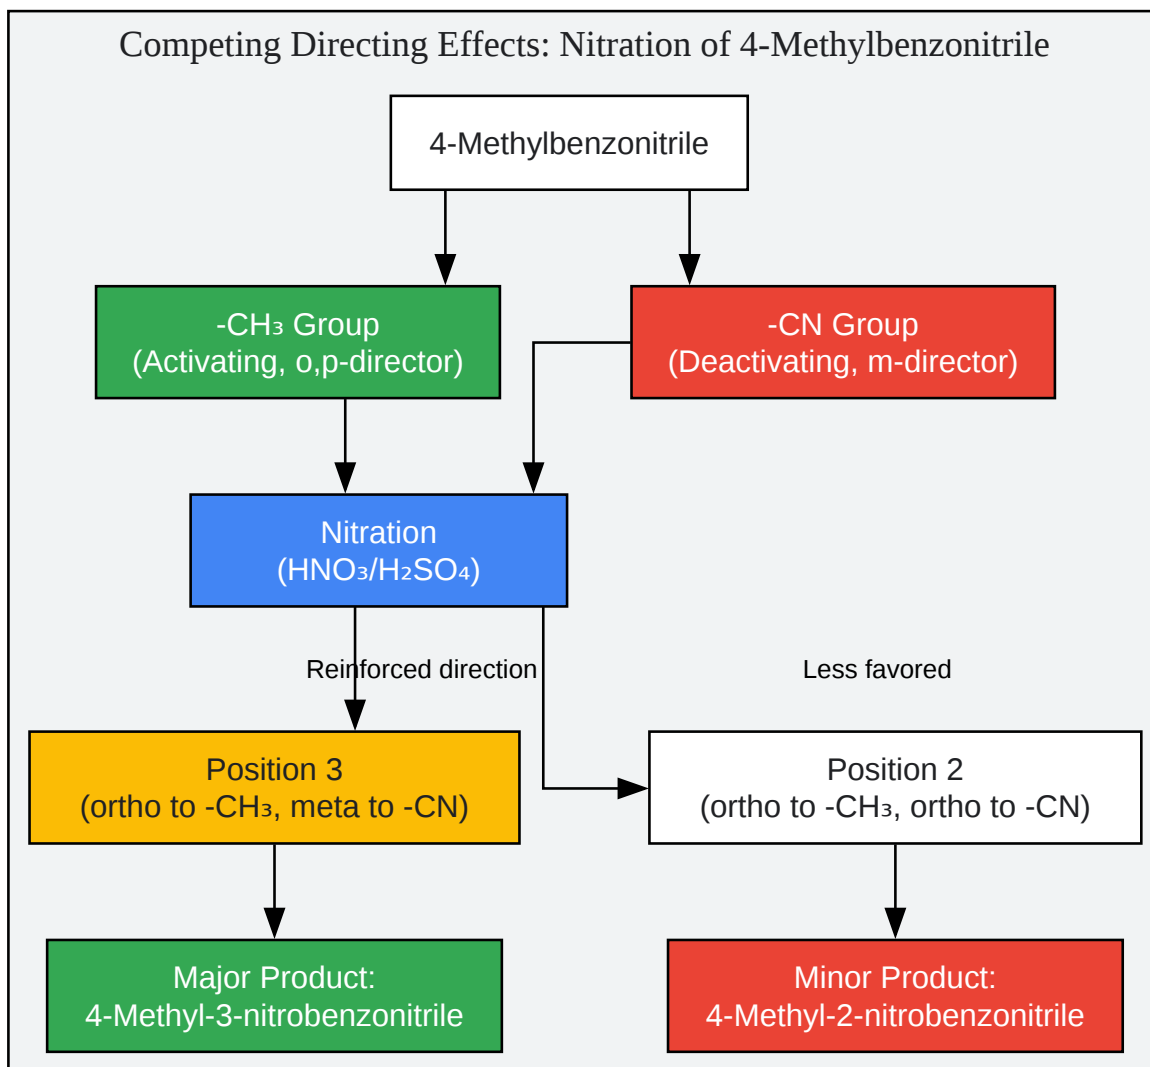 Competing Directing Effects: Nitration of 4-Methylbenzonitrile
4-Methylbenzonitrile
-CH₃ Group
(Activating, o,p-director)
-CN Group
(Deactivating, m-director)
Nitration
(HNO₃/H₂SO₄)
Reinforced direction
Less favored
Position 3
(ortho to -CH₃, meta to -CN)
Position 2
(ortho to -CH₃, ortho to -CN)
Major Product:
4-Methyl-3-nitrobenzonitrile
Minor Product:
4-Methyl-2-nitrobenzonitrile